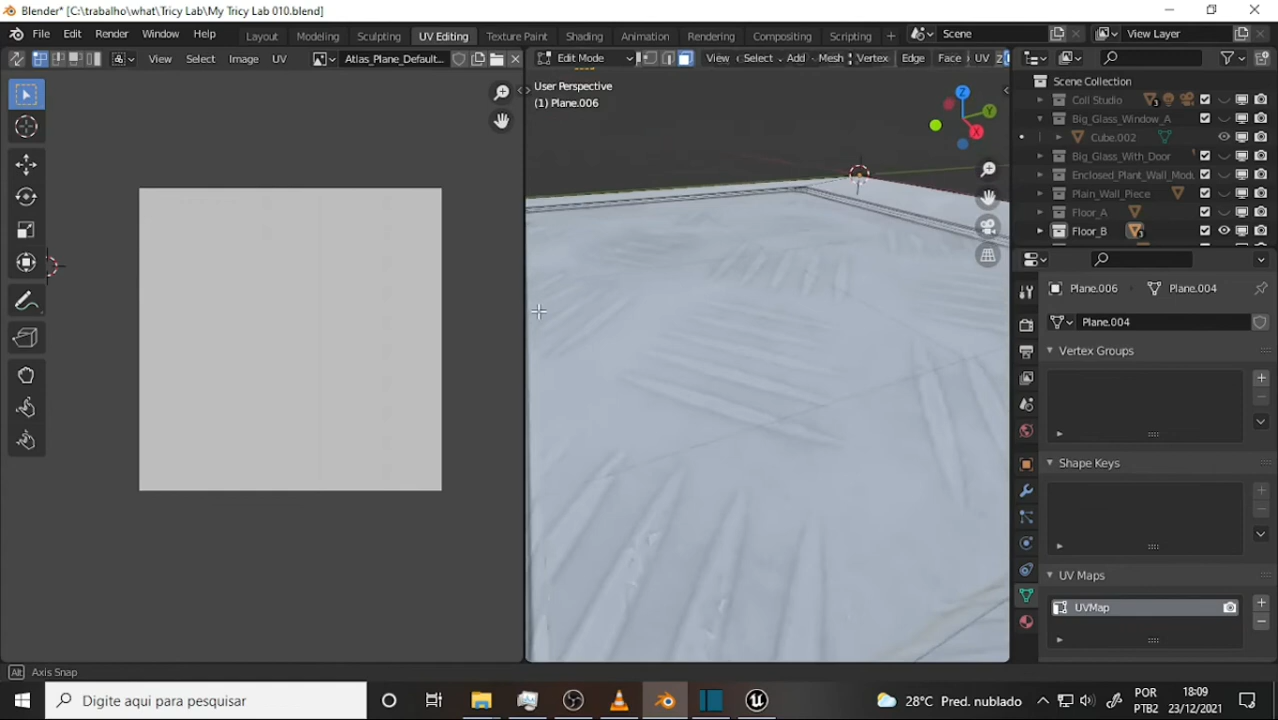 Blender* [C:\trabalho\what\Tricy Lab\My Tricy Lab 010.blend]
File Edit Render Window Help Layout Modeling Sculpting UV Editing Texture Paint Shading Animation Rendering Compositing Scripting + Scene View Layer
View Select Image UV Atlas_Plane_Default... Edit Mode View Select Add Mesh Vertex Edge Face UV
User Perspective
(1) Plane.006
Z
Y
X
Scene Collection
Coll Studio
Big_Glass_Window_A
Cube.002
Big_Glass_With_Door
Enclosed_Plant_Wall_Modu
Plain_Wall_Piece
Floor_A
Floor_B
Plane.006 Plane.004
Plane.004
Vertex Groups
Shape Keys
UV Maps
UVMap
Alt Axis Snap
Digite aqui para pesquisar
28°C Pred. nublado
POR
PTB2
18:09
23/12/2021